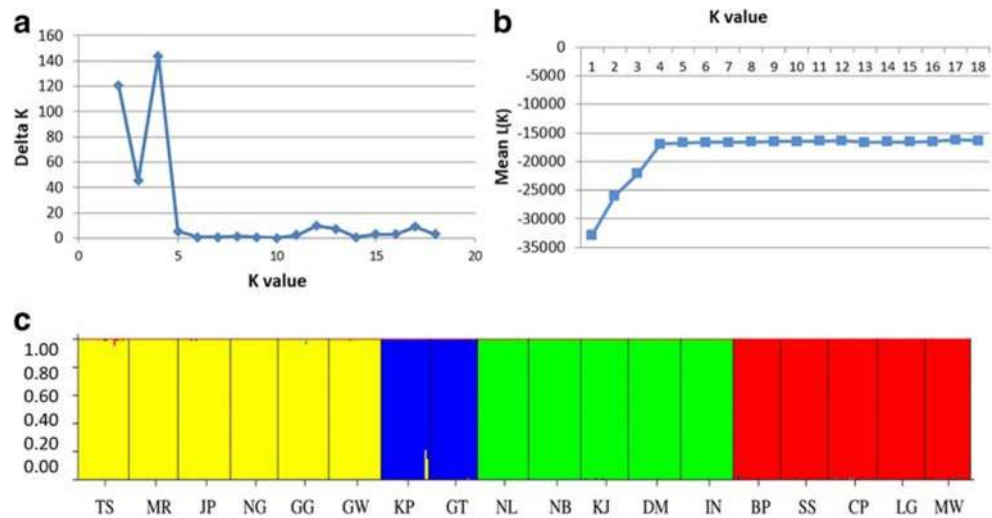 a
160
140
120
100
80
60
40
20
0
Delta K
0 5 10 15 20
K value
b
K value
0
-5000
-10000
-15000
-20000
-25000
-30000
-35000
Mean L(K)
1 2 3 4 5 6 7 8 9 10 11 12 13 14 15 16 17 18
c
1.00
0.80
0.60
0.40
0.20
0.00
TS MR JP NG GG GW KP GT NL NB KJ DM IN BP SS CP LG MW